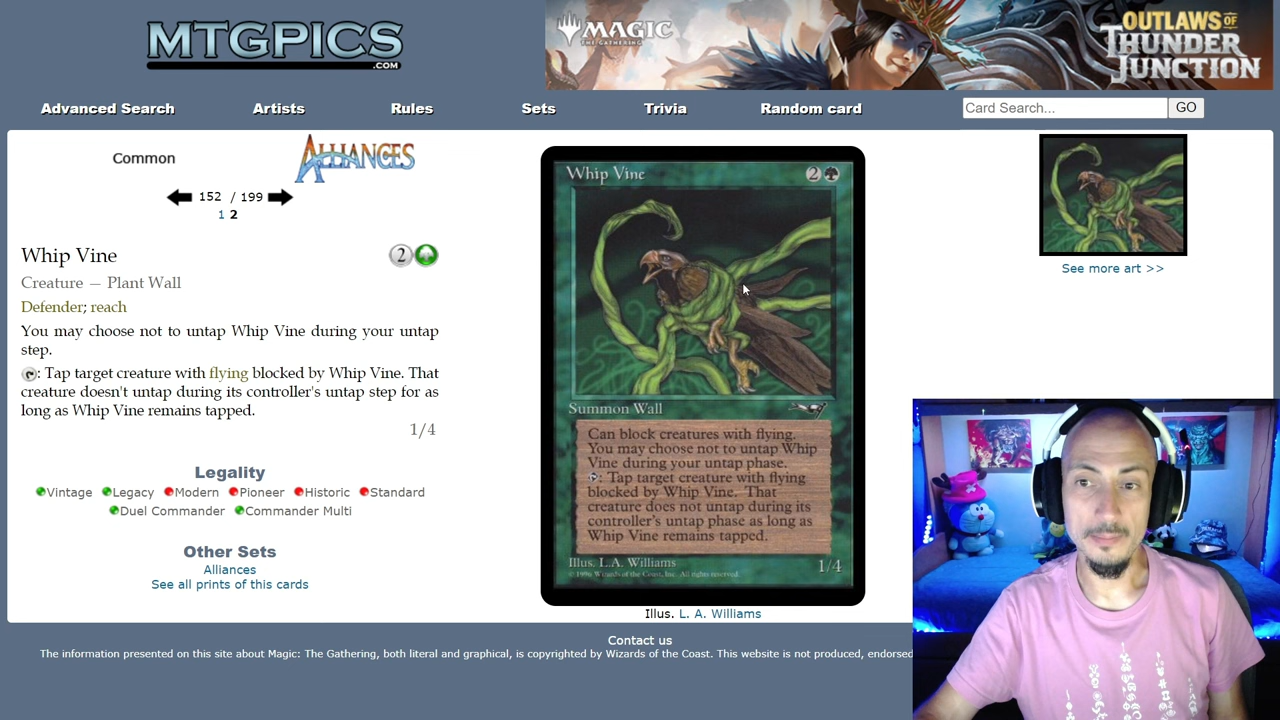 MTGPICS
.COM
MAGIC
THE GATHERING
OUTLAWS OF
THUNDER
JUNCTION
Advanced Search
Artists
Rules
Sets
Trivia
Random card
Card Search...
GO
Common
ALLIANCES
152 / 199
1 2
Whip Vine
2
Creature — Plant Wall
Defender; reach
You may choose not to untap Whip Vine during your untap
step.
: Tap target creature with flying blocked by Whip Vine. That
creature doesn't untap during its controller's untap step for as
long as Whip Vine remains tapped.
1/4
Legality
Vintage Legacy Modern Pioneer Historic Standard
Duel Commander Commander Multi
Other Sets
Alliances
See all prints of this cards
Whip Vine
2
Summon Wall
Can block creatures with flying.
You may choose not to untap Whip
Vine during your untap phase.
: Tap target creature with flying
blocked by Whip Vine. That
creature does not untap during its
controller's untap phase as long as
Whip Vine remains tapped.
Illus. L.A. Williams
© 1996 Wizards of the Coast, Inc. All rights reserved.
1/4
Illus. L. A. Williams
See more art >>
Contact us
The information presented on this site about Magic: The Gathering, both literal and graphical, is copyrighted by Wizards of the Coast. This website is not produced, endorsed